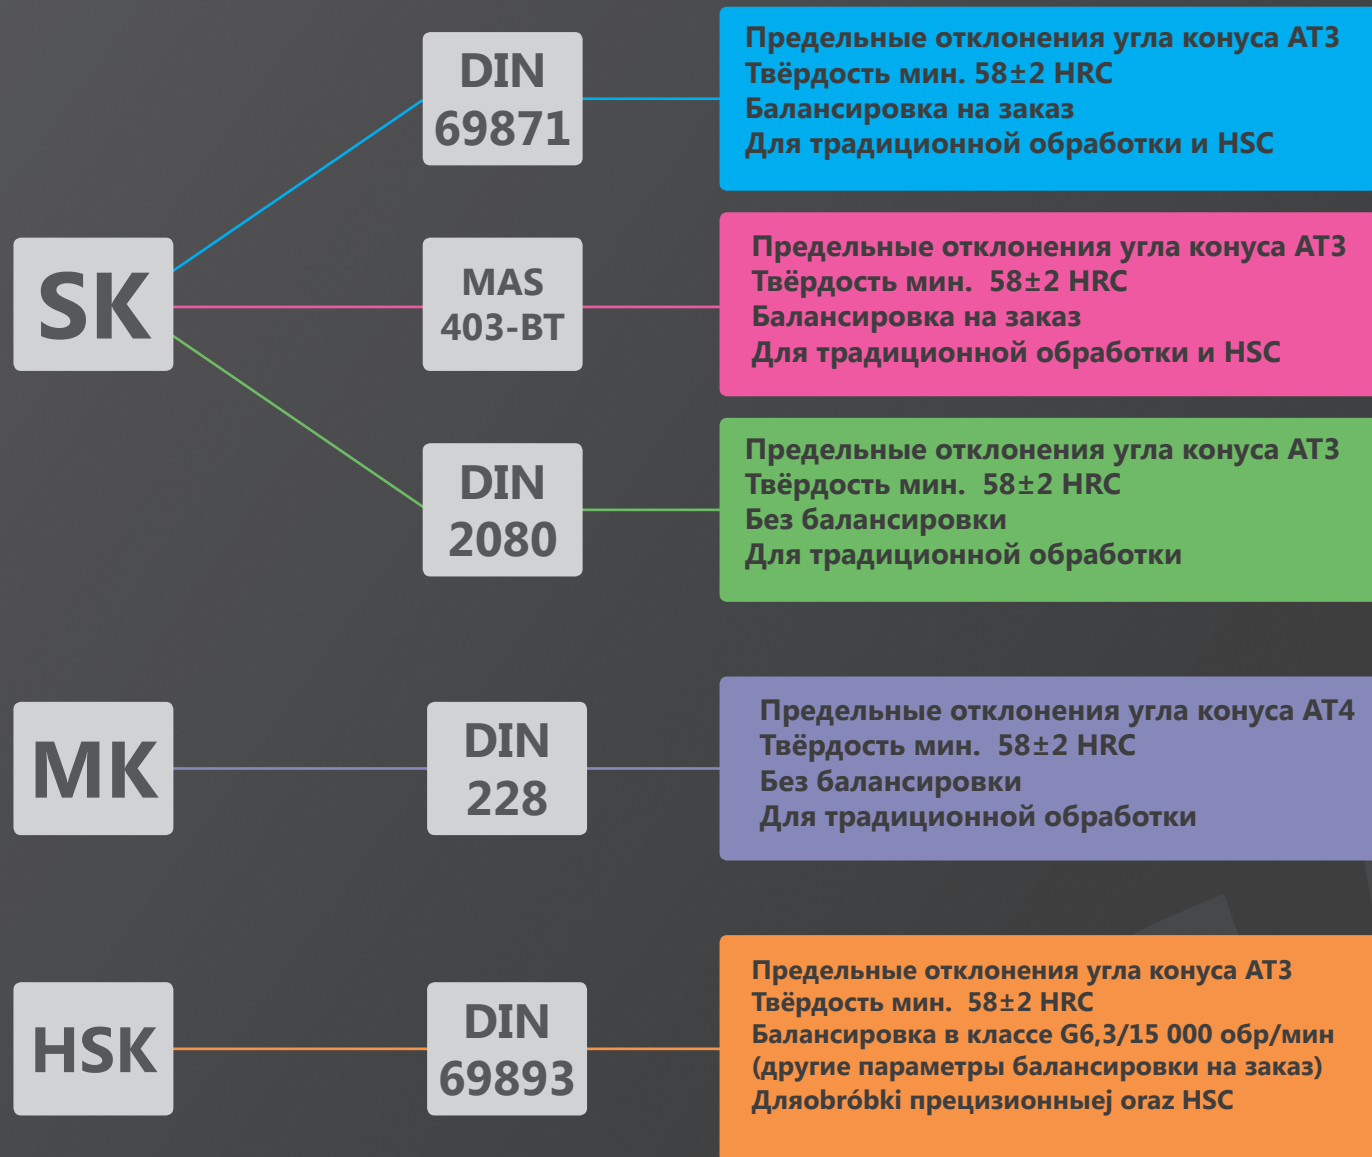 SK
DIN
69871
Предельные отклонения угла конуса AT3
Твёрдость мин. 58±2 HRC
Балансировка на заказ
Для традиционной обработки и HSC
MAS
403-BT
Предельные отклонения угла конуса AT3
Твёрдость мин.  58±2 HRC
Балансировка на заказ
Для традиционной обработки и HSC
DIN
2080
Предельные отклонения угла конуса AT3
Твёрдость мин.  58±2 HRC
Без балансировки
Для традиционной обработки
MK
DIN
228
Предельные отклонения угла конуса AT4
Твёрдость мин.  58±2 HRC
Без балансировки
Для традиционной обработки
HSK
DIN
69893
Предельные отклонения угла конуса AT3
Твёрдость мин.  58±2 HRC
Балансировка в классе G6,3/15 000 обр/мин
(другие параметры балансировки на заказ)
Дляobróbki прецизионныеj oraz HSC